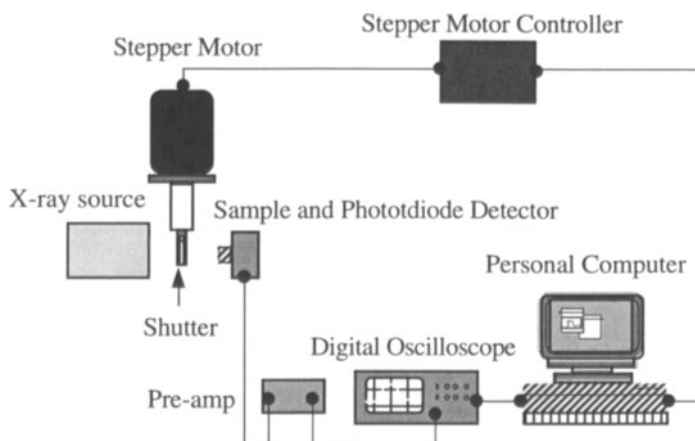 Stepper Motor Controller
Stepper Motor
X-ray source
Sample and Phototdiode Detector
Personal Computer
Shutter
Digital Oscilloscope
Pre-amp